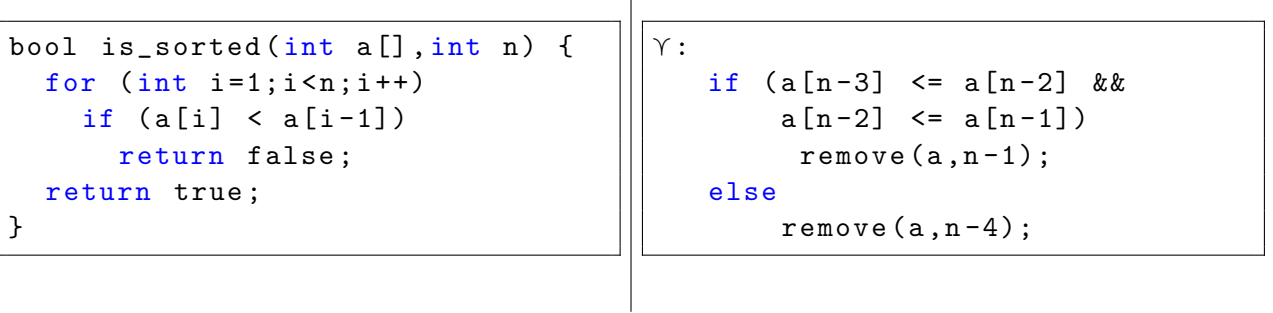 bool is_sorted(int a[],int n) {
  for (int i=1;i<n;i++)
    if (a[i] < a[i-1])
      return false;
  return true;
}
⋎:
   if (a[n-3] <= a[n-2] &&
       a[n-2] <= a[n-1])
        remove(a,n-1);
   else
       remove(a,n-4);